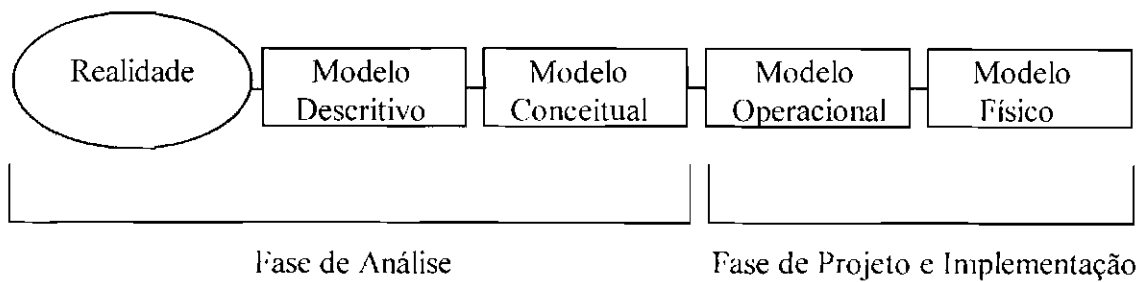 Realidade
Modelo
Descritivo
Modelo
Conceitual
Modelo
Operacional
Modelo
Físico
Fase de Análise
Fase de Projeto e Implementação